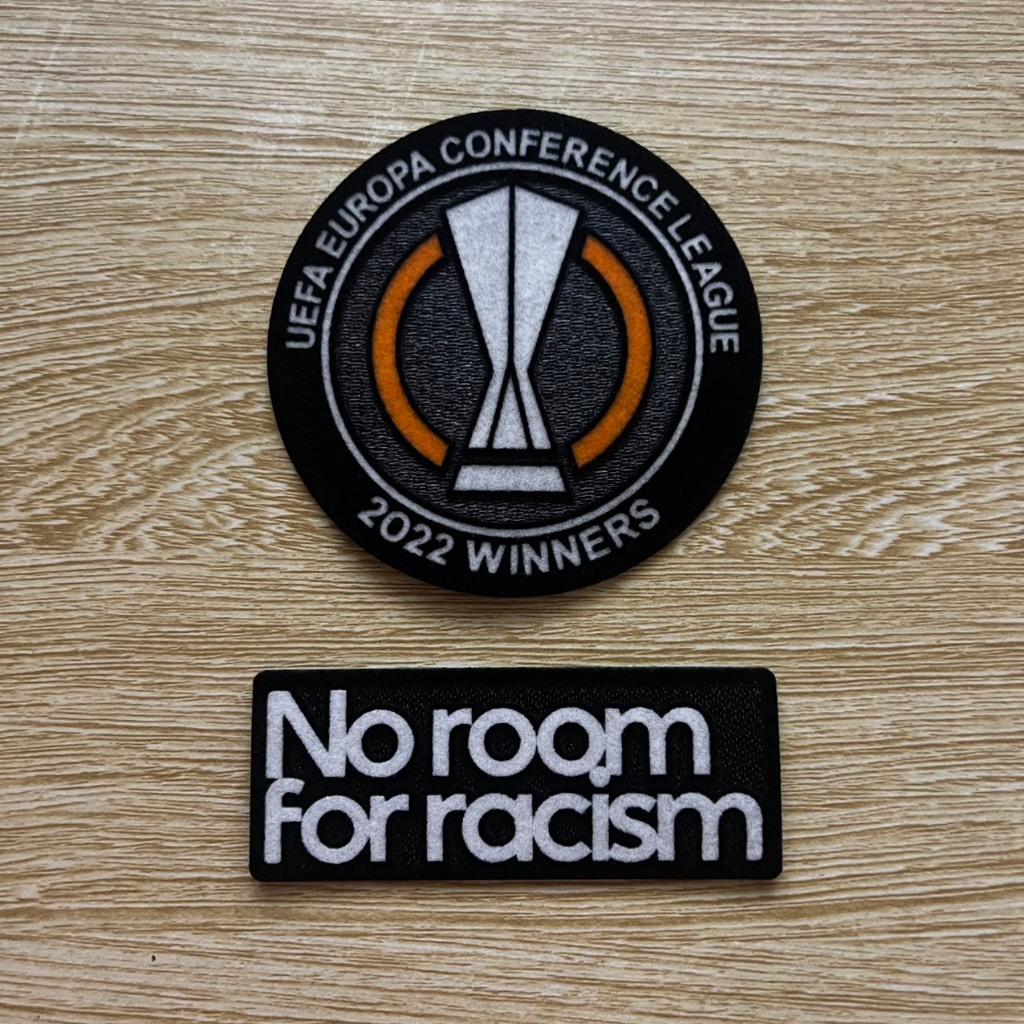 UEFA EUROPA CONFERENCE LEAGUE
2022 WINNERS
No room
for racism